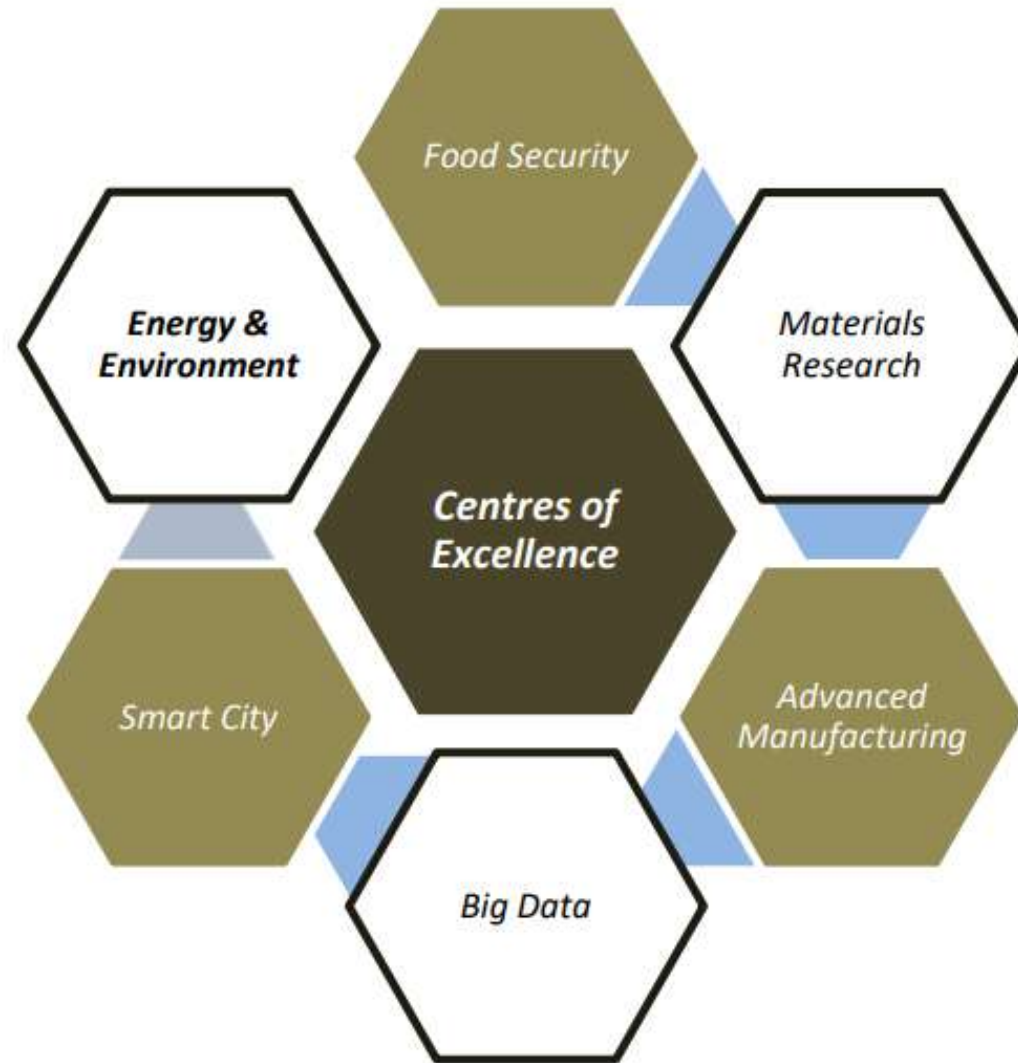 Food Security
Energy &
Environment
Materials
Research
Centres of
Excellence
Smart City
Advanced
Manufacturing
Big Data